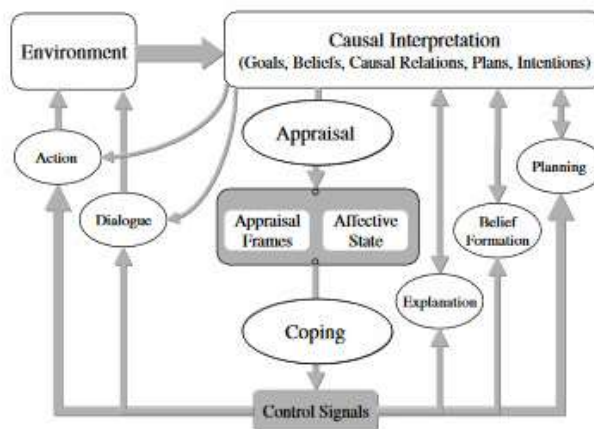 Environment
Causal Interpretation
(Goals, Beliefs, Causal Relations, Plans, Intentions)
Appraisal
Action
Planning
Dialogue
Appraisal
Frames
Affective
State
Belief
Formation
Explanation
Coping
Control Signals